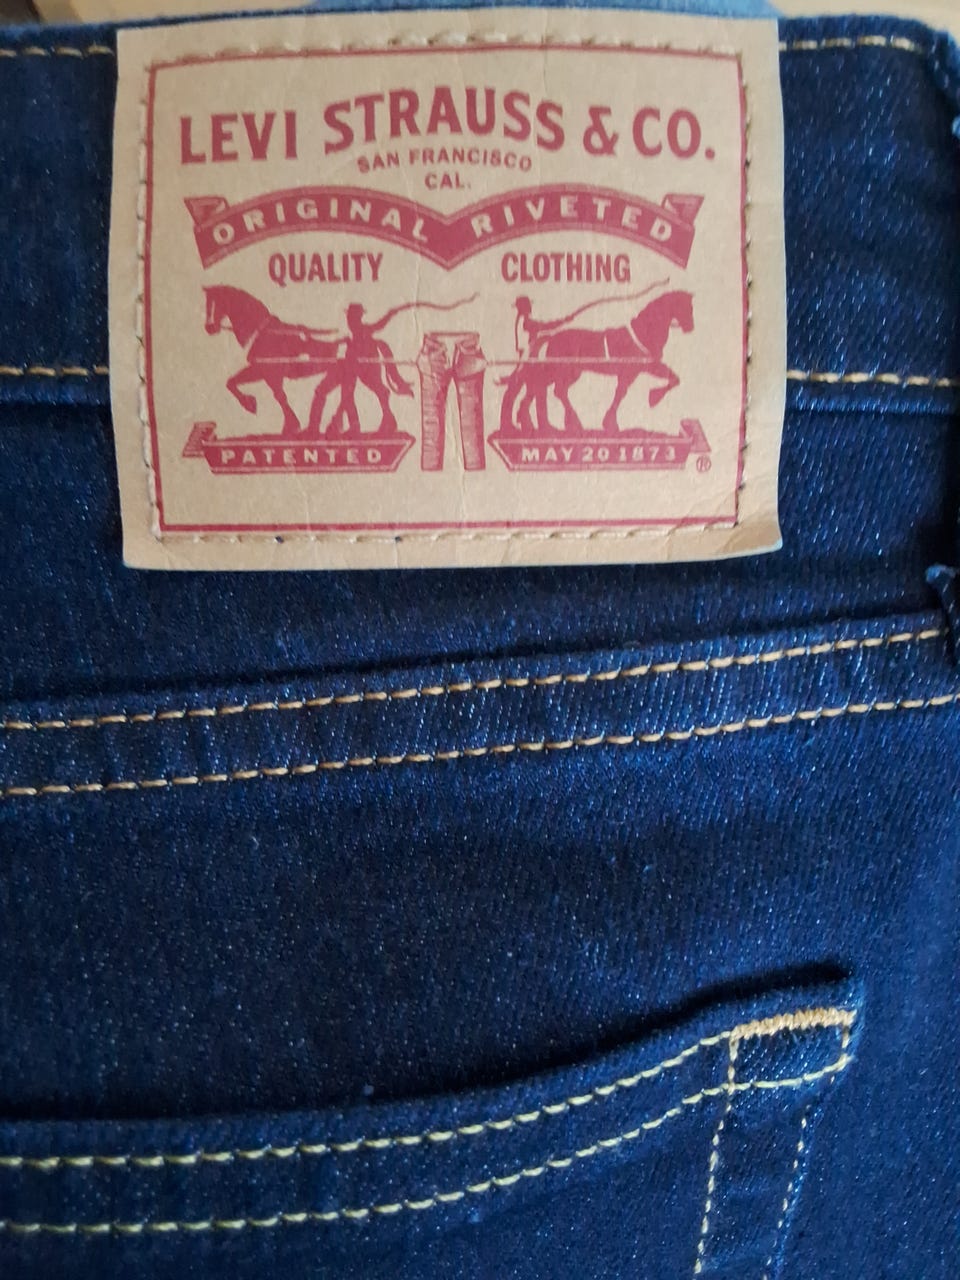 LEVI STRAUSS & CO.
SAN FRANCISCO
CAL.
ORIGINAL RIVETED
QUALITY CLOTHING
PATENTED MAY 20 1873 ®